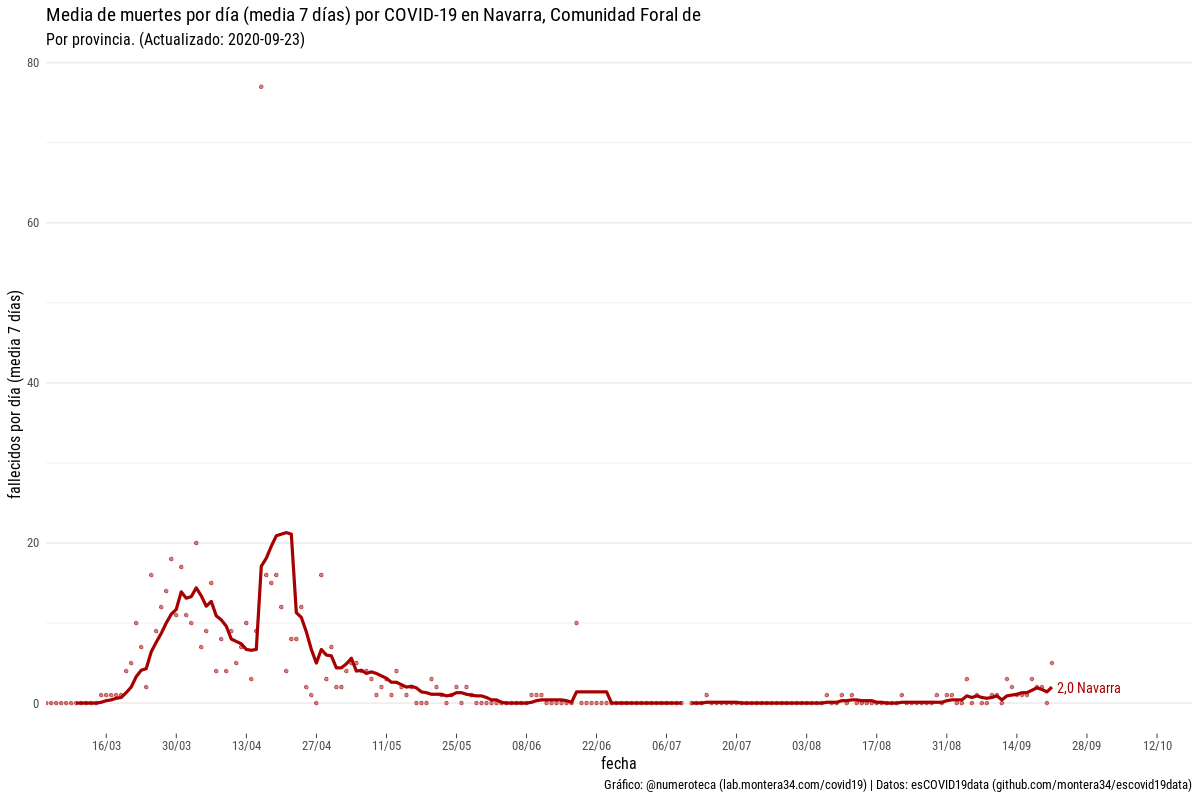 Media de muertes por día (media 7 días) por COVID-19 en Navarra, Comunidad Foral de
Por provincia. (Actualizado: 2020-09-23)
80
60
40
20
0
fallecidos por día (media 7 días)
2,0 Navarra
16/03 30/03 13/04 27/04 11/05 25/05 08/06 22/06 06/07 20/07 03/08 17/08 31/08 14/09 28/09 12/10
fecha
Gráfico: @numeroteca (lab.montera34.com/covid19) | Datos: esCOVID19data (github.com/montera34/escovid19data)